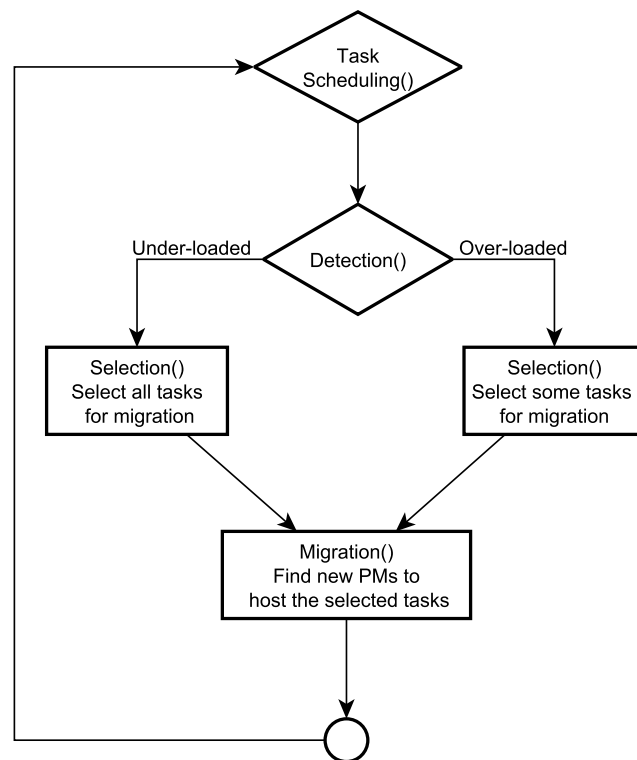 Task
Scheduling()
Under-loaded
Detection()
Over-loaded
Selection()
Select all tasks
for migration
Selection()
Select some tasks
for migration
Migration()
Find new PMs to
host the selected tasks